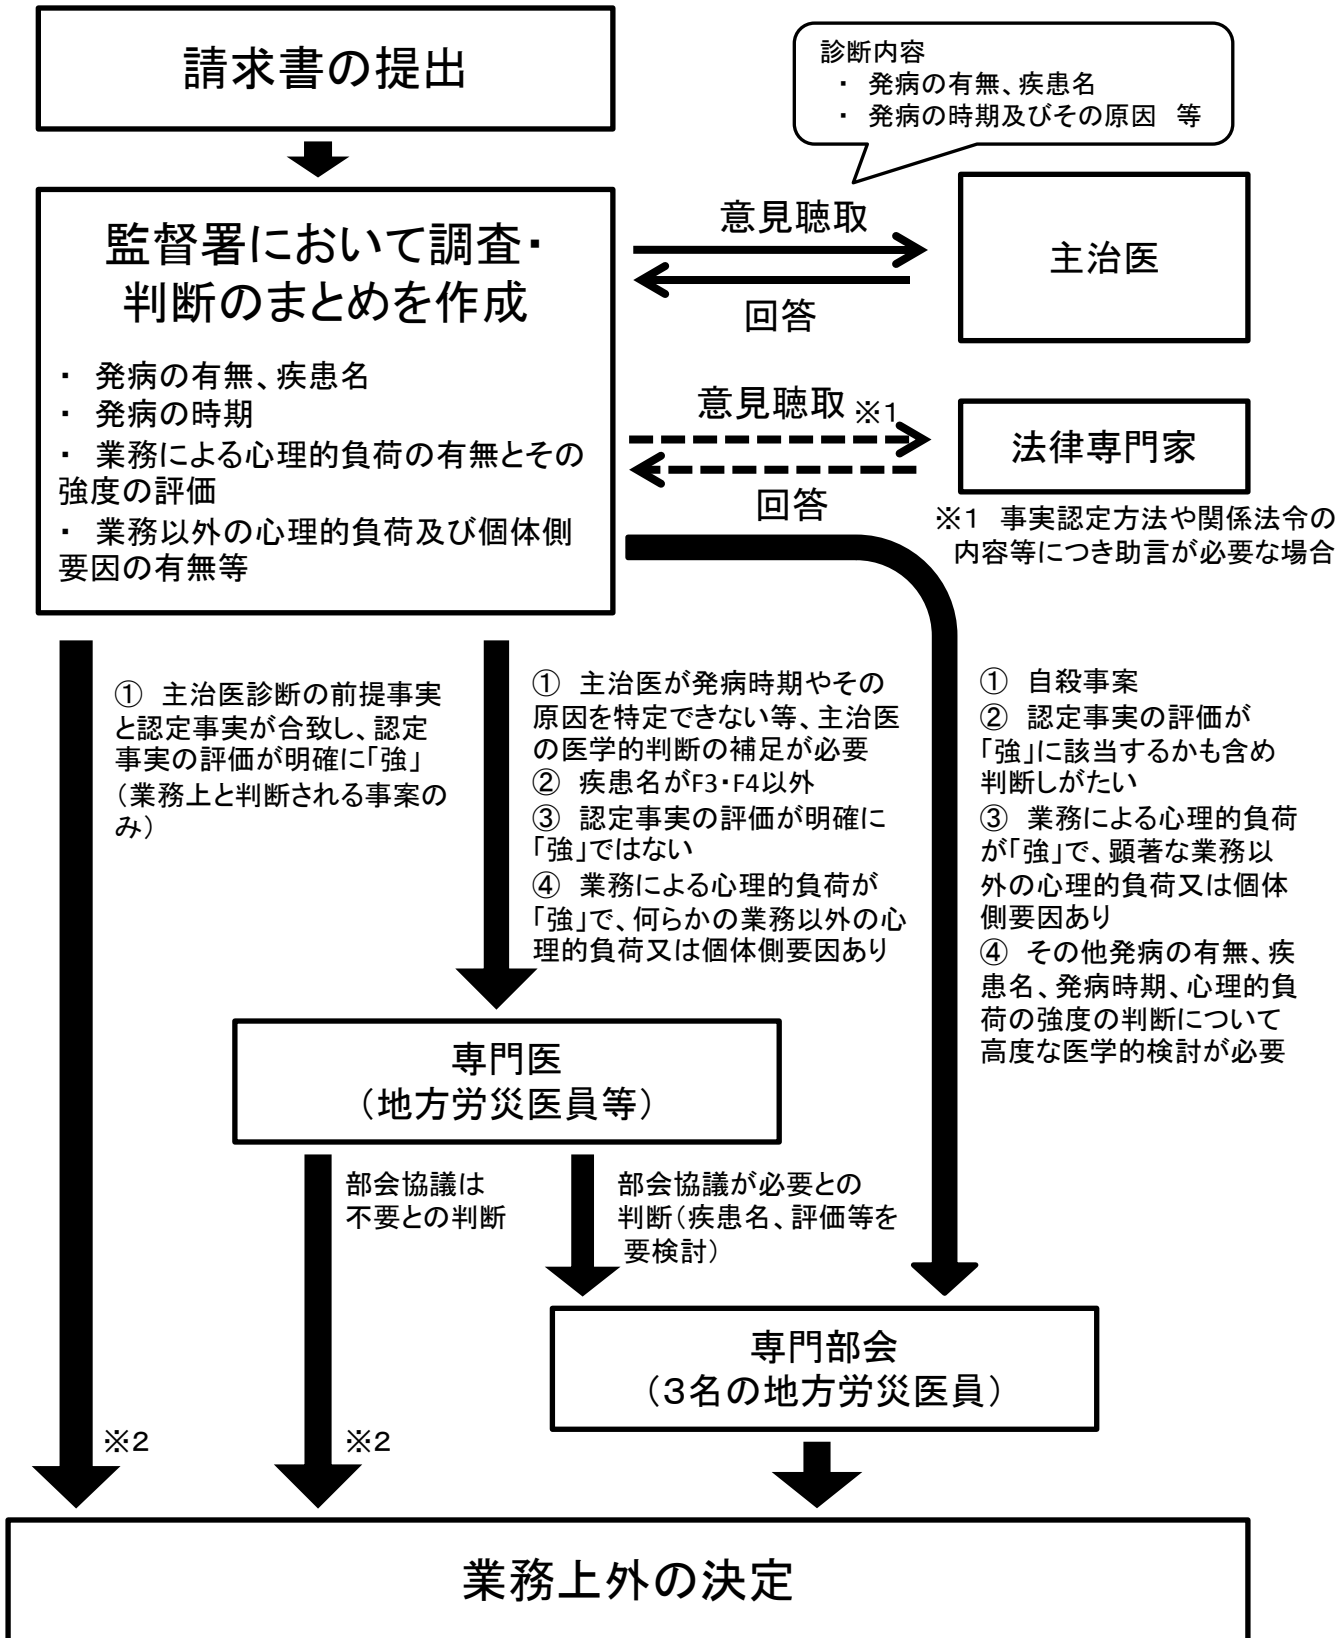 請求書の提出
診断内容
・ 発病の有無、疾患名
・ 発病の時期及びその原因 等
監督署において調査・
判断のまとめを作成
・ 発病の有無、疾患名
・ 発病の時期
・ 業務による心理的負荷の有無とその
強度の評価
・ 業務以外の心理的負荷及び個体側
要因の有無等
意見聴取
回答
主治医
意見聴取 ※1
回答
法律専門家
※1 事実認定方法や関係法令の
内容等につき助言が必要な場合
① 主治医診断の前提事実
と認定事実が合致し、認定
事実の評価が明確に「強」
(業務上と判断される事案の
み)
① 主治医が発病時期やその
原因を特定できない等、主治医
の医学的判断の補足が必要
② 疾患名がF3・F4以外
③ 認定事実の評価が明確に
「強」ではない
④ 業務による心理的負荷が
「強」で、何らかの業務以外の心
理的負荷又は個体側要因あり
① 自殺事案
② 認定事実の評価が
「強」に該当するかも含め
判断しがたい
③ 業務による心理的負荷
が「強」で、顕著な業務以
外の心理的負荷又は個体
側要因あり
④ その他発病の有無、疾
患名、発病時期、心理的負
荷の強度の判断について
高度な医学的検討が必要
専門医
(地方労災医員等)
部会協議は
不要との判断
部会協議が必要との
判断(疾患名、評価等を
要検討)
専門部会
(3名の地方労災医員)
※2
※2
業務上外の決定